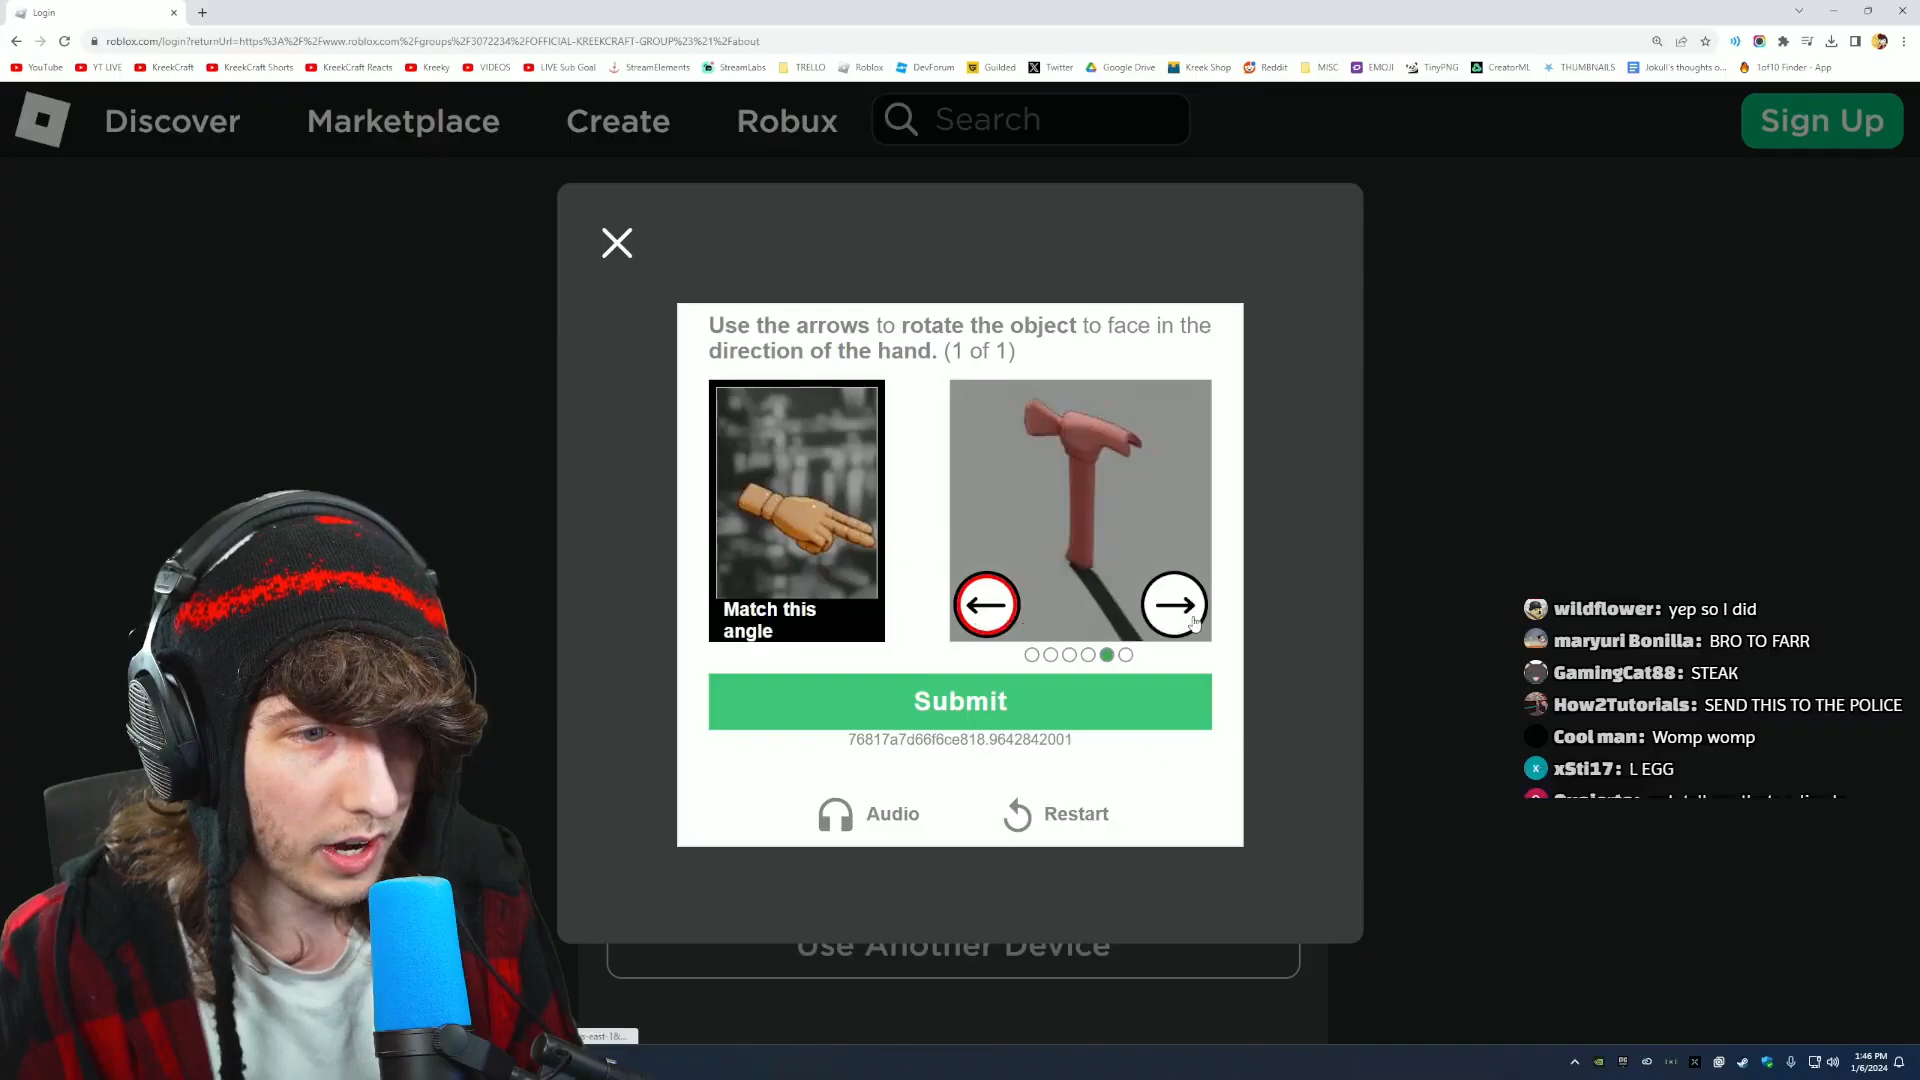 Login
roblox.com/login?returnUrl=https%3A%2F%2Fwww.roblox.com%2Fgroups%2F3072234%2FOFFICIAL-KREEKCRAFT-GROUP%23%21%2Fabout
YouTube YT LIVE KreekCraft KreekCraft Shorts KreekCraft Reacts Kreeky VIDEOS LIVE Sub Goal StreamElements StreamLabs TRELLO Roblox DevForum Guilded Twitter Google Drive Kreek Shop Reddit MISC EMOJI TinyPNG CreatorML THUMBNAILS Jokull's thoughts o... 1of10 Finder - App
Discover Marketplace Create Robux Search Sign Up
Use the arrows to rotate the object to face in the
direction of the hand. (1 of 1)
Match this
angle
Submit
76817a7d66f6ce818.9642842001
Audio Restart
Use Another Device
wildflower: yep so I did
maryuri Bonilla: BRO TO FARR
GamingCat88: STEAK
How2Tutorials: SEND THIS TO THE POLICE
Cool man: Womp womp
xSti17: L EGG
s-east-1&...
1:46 PM
1/6/2024